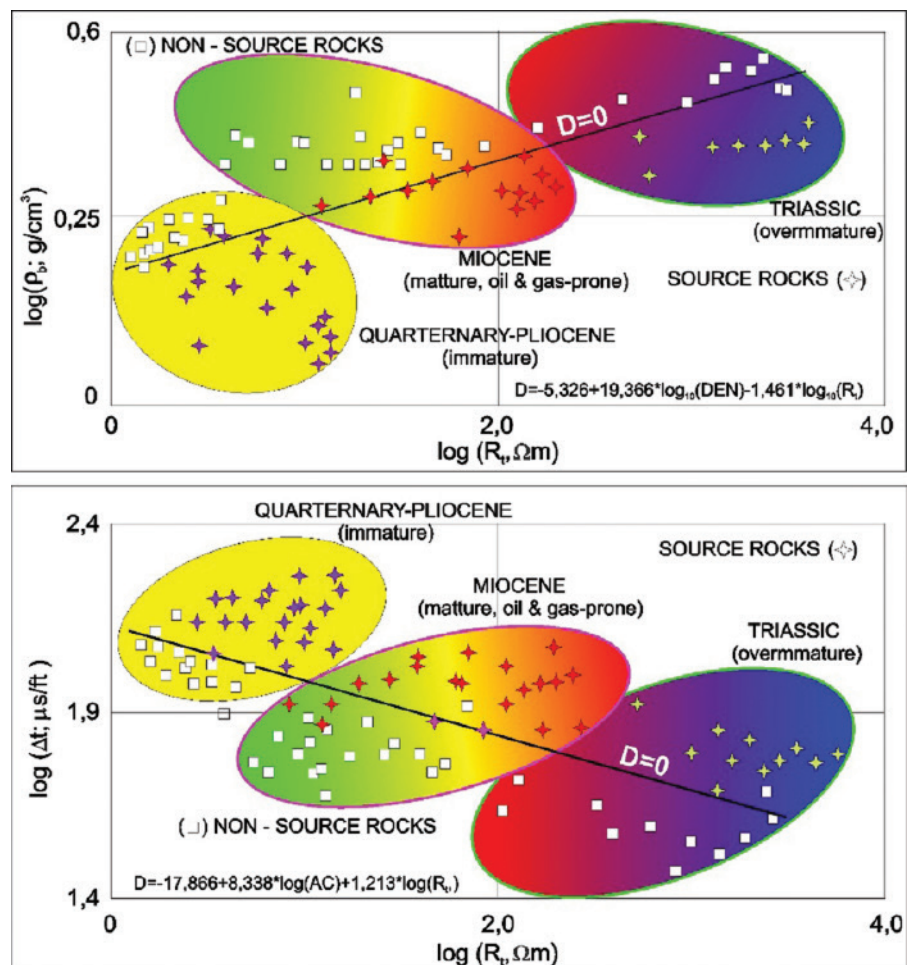 0,6
(□) NON - SOURCE ROCKS
D=0
0,25
log(ρb; g/cm³)
TRIASSIC
(overmmature)
MIOCENE
(matture, oil & gas-prone)
SOURCE ROCKS (✧)
QUARTERNARY-PLIOCENE
(immature)
D=-5,326+19,366*log₁₀(DEN)-1,461*log₁₀(Rt)
0
0
2,0
4,0
log (Rt, Ωm)
2,4
QUARTERNARY-PLIOCENE
(immature)
SOURCE ROCKS (✧)
MIOCENE
(matture, oil & gas-prone)
TRIASSIC
(overmmature)
log (Δt; µs/ft)
1,9
D=0
(□) NON - SOURCE ROCKS
D=-17,866+8,338*log(AC)+1,213*log(Rt)
1,4
0
2,0
4,0
log (Rt, Ωm)